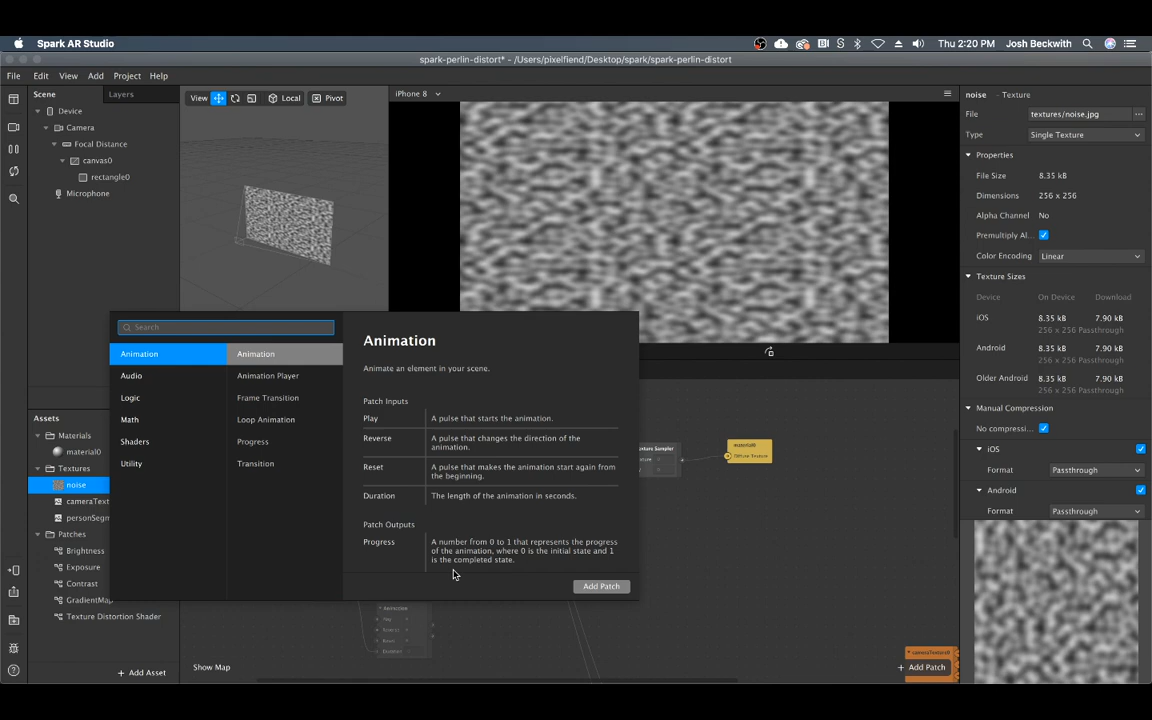 Spark AR Studio
Thu 2:20 PM Josh Beckwith
spark-perlin-distort* - /Users/pixelfiend/Desktop/spark/spark-perlin-distort
File Edit View Add Project Help
Scene Layers
Device
Camera
Focal Distance
canvas0
rectangle0
Microphone
View Local Pivot
iPhone 8
noise - Texture
File textures/noise.jpg ...
Type Single Texture
Properties
File Size 8.35 kB
Dimensions 256 x 256
Alpha Channel No
Premultiply Al...
Color Encoding Linear
Texture Sizes
Device On Device Download
iOS 8.35 kB 7.90 kB
256 x 256 Passthrough
Android 8.35 kB 7.90 kB
256 x 256 Passthrough
Older Android 8.35 kB 7.90 kB
256 x 256 Passthrough
Manual Compression
No compressi...
iOS
Format Passthrough
Android
Format Passthrough
Assets
Materials
material0
Textures
noise
cameraText
personSegn
Patches
Brightness
Exposure
Contrast
GradientMap
Texture Distortion Shader
Add Asset
Search
Animation
Audio
Logic
Math
Shaders
Utility
Animation
Animation Player
Frame Transition
Loop Animation
Progress
Transition
Animation
Animate an element in your scene.
Patch Inputs
Play A pulse that starts the animation.
Reverse A pulse that changes the direction of the
animation.
Reset A pulse that makes the animation start again from
the beginning.
Duration The length of the animation in seconds.
Patch Outputs
Progress A number from 0 to 1 that represents the progress
of the animation, where 0 is the initial state and 1
is the completed state.
Add Patch
exture Sampler
material0
Diffuse Texture
Animation
Play
Reset
Duration
Show Map
cameraTexture0
Add Patch